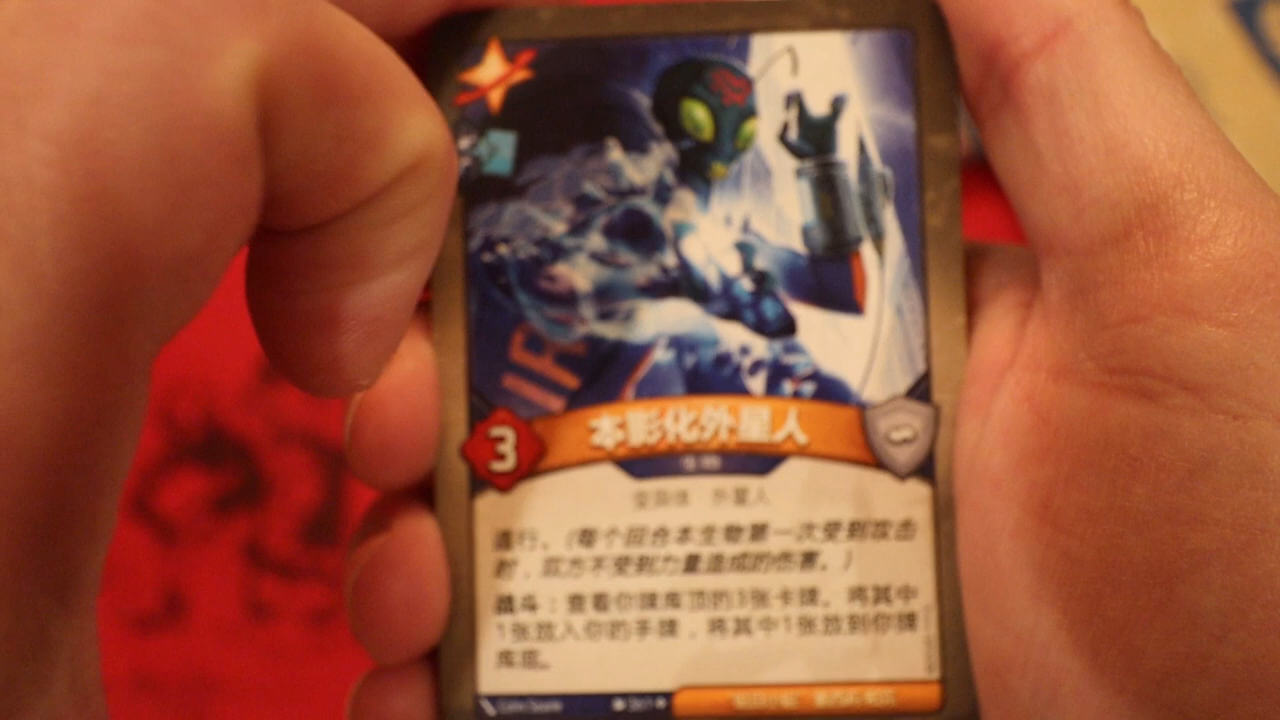 3 本影化外星人
生物
变异体 外星人
遁行。(每个回合本生物第一次受到攻击
时，双方不受到力量造成的伤害。)
战斗：查看你牌库顶的3张卡牌。将其中
1张放入你的手牌，将其中1张放到你牌
库底。